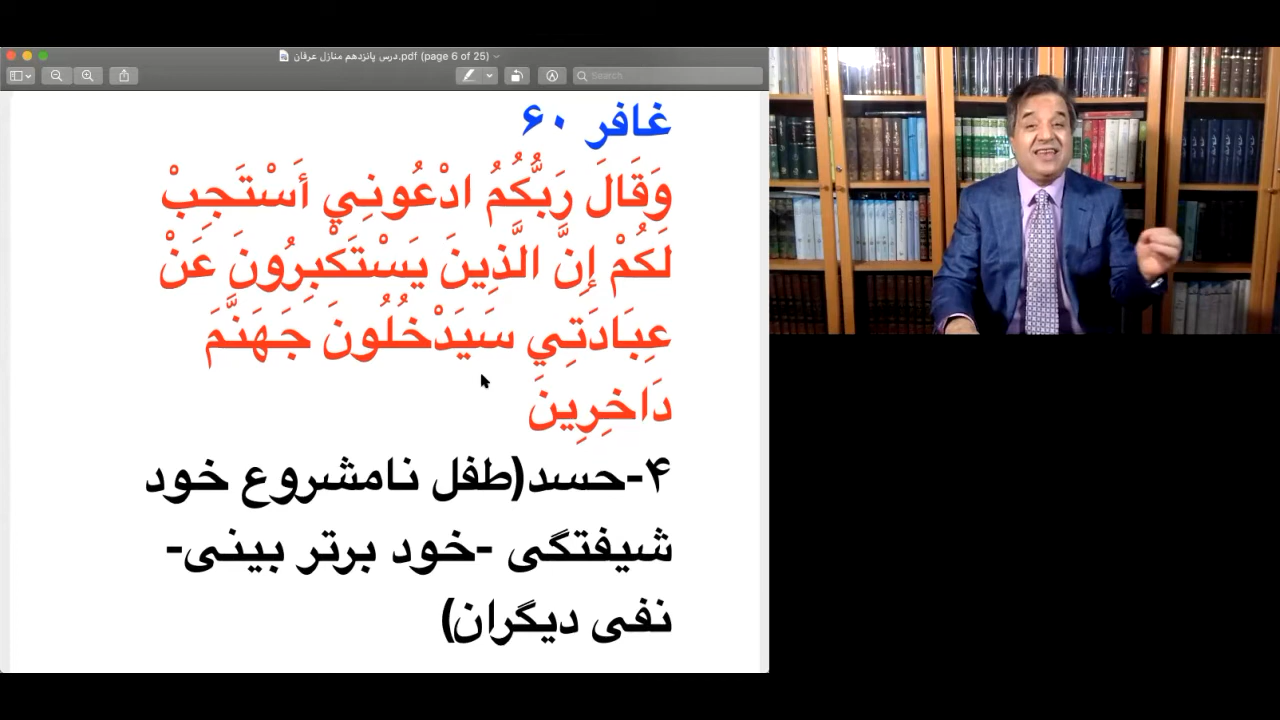 درس پانزدهم منازل عرفان.pdf (page 6 of 25)
Search
غافر ۶۰
وَقَالَ رَبُّكُمُ ادْعُونِي أَسْتَجِبْ
لَكُمْ إِنَّ الَّذِينَ يَسْتَكْبِرُونَ عَنْ
عِبَادَتِي سَيَدْخُلُونَ جَهَنَّمَ
دَاخِرِينَ
۴-حسد(طفل نامشروع خود
شیفتگی -خود برتر بینی-
نفی دیگران)